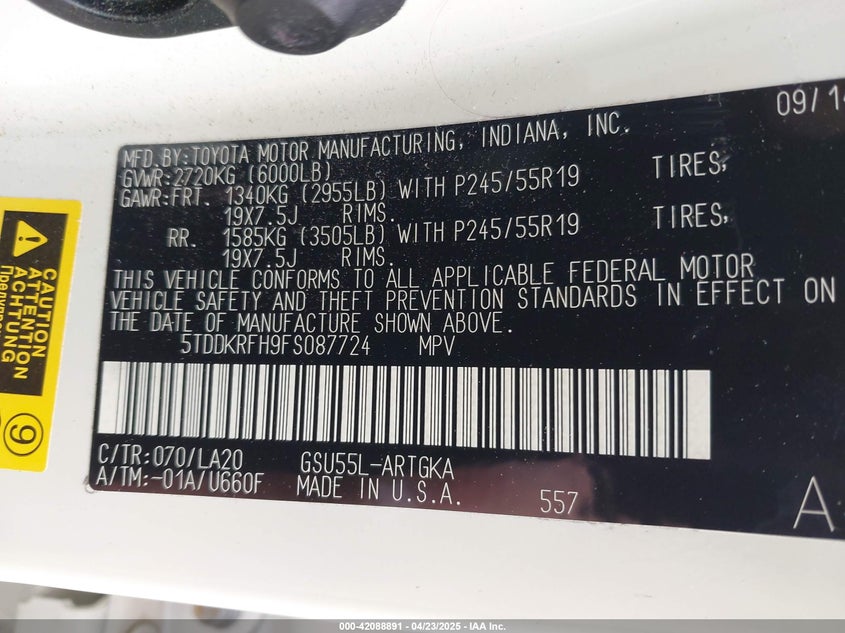 09/14
MFD.BY:TOYOTA MOTOR MANUFACTURING, INDIANA, INC.
GVWR:2720KG (6000LB)
GAWR:FRT. 1340KG (2955LB) WITH P245/55R19 TIRES,
19X7.5J RIMS.
RR. 1585KG (3505LB) WITH P245/55R19 TIRES,
19X7.5J RIMS.
THIS VEHICLE CONFORMS TO ALL APPLICABLE FEDERAL MOTOR
VEHICLE SAFETY AND THEFT PREVENTION STANDARDS IN EFFECT ON
THE DATE OF MANUFACTURE SHOWN ABOVE.
5TDDKRFH9FS087724 MPV
C/TR:070/LA20 GSU55L-ARTGKA
A/TM:-01A/U660F MADE IN U.S.A. 557 A
CAUTION
ATTENTION
ACHTUNG
9
000-42088891 - 04/23/2025 - IAA Inc.